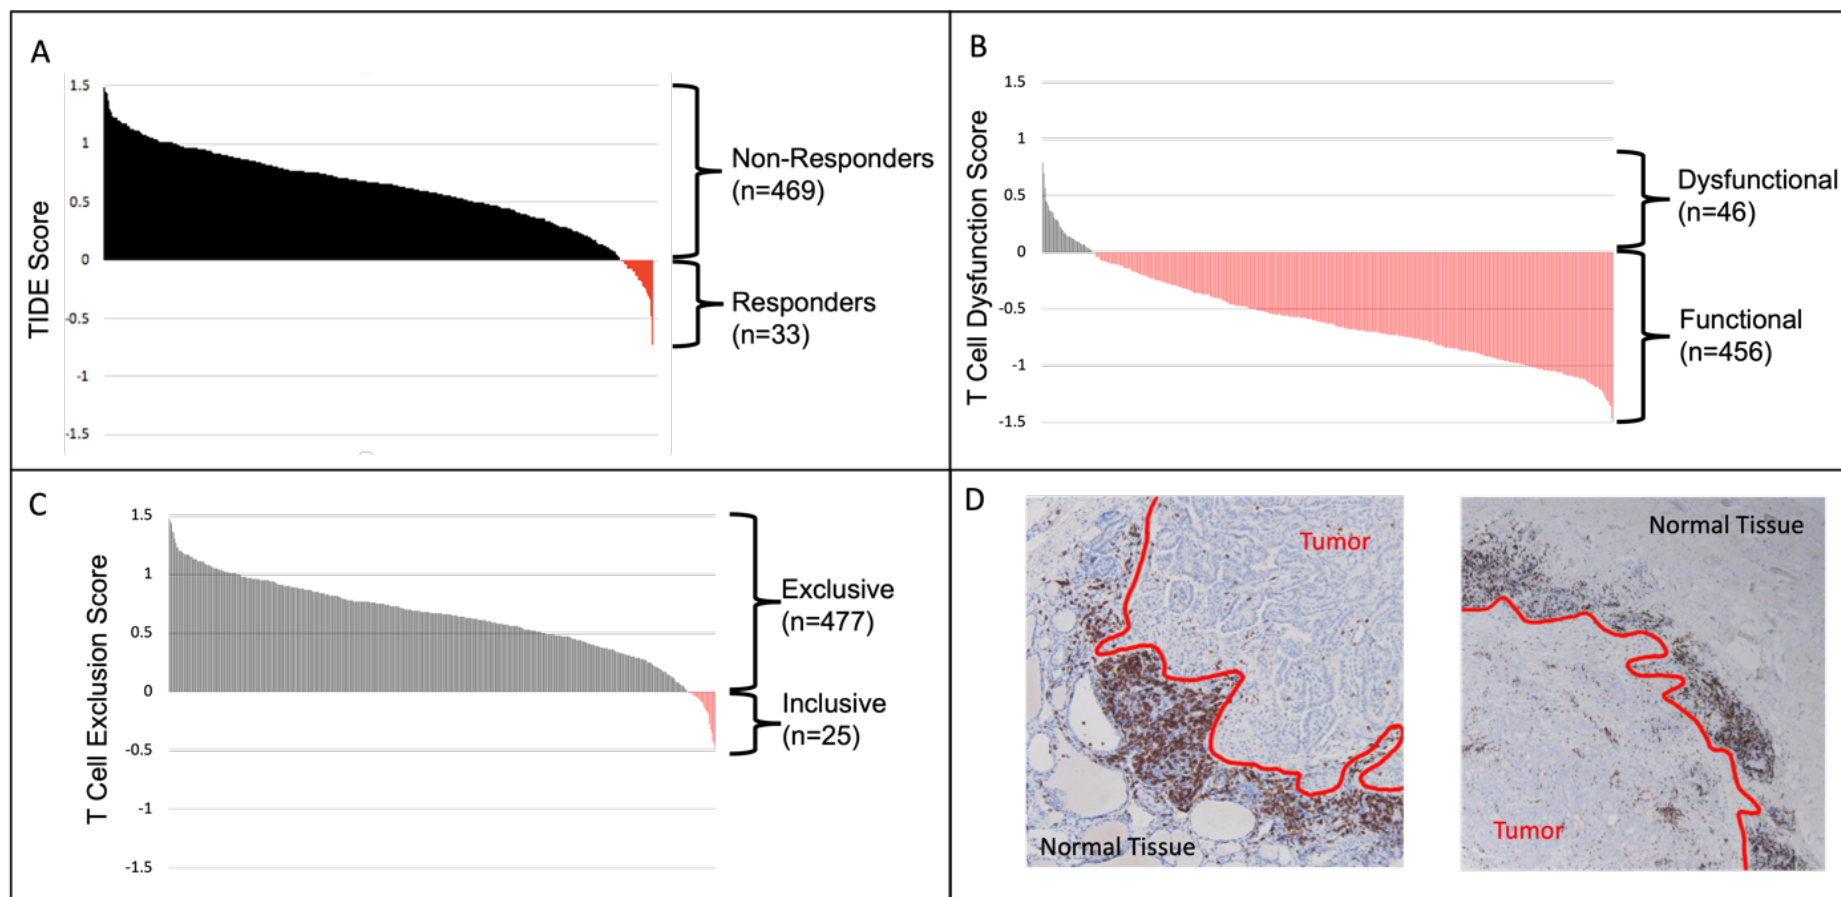 A
TIDE Score
1.5
1
0.5
0
-0.5
-1
-1.5
Non-Responders
(n=469)
Responders
(n=33)
B
T Cell Dysfunction Score
1.5
1
0.5
0
-0.5
-1
-1.5
Dysfunctional
(n=46)
Functional
(n=456)
C
T Cell Exclusion Score
1.5
1
0.5
0
-0.5
-1
-1.5
Exclusive
(n=477)
Inclusive
(n=25)
D
Tumor
Normal Tissue
Normal Tissue
Tumor